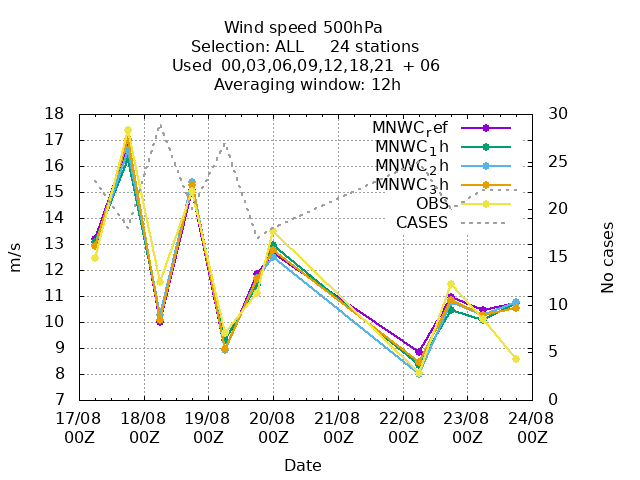 Wind speed 500hPa
Selection: ALL     24 stations
Used  00,03,06,09,12,18,21  + 06
Averaging window: 12h
MNWC_ref
MNWC_1h
MNWC_2h
MNWC_3h
OBS
CASES
18
17
16
15
14
13
12
11
10
9
8
7
m/s
30
25
20
15
10
5
0
No cases
17/08 18/08 19/08 20/08 21/08 22/08 23/08 24/08
00Z 00Z 00Z 00Z 00Z 00Z 00Z 00Z
Date